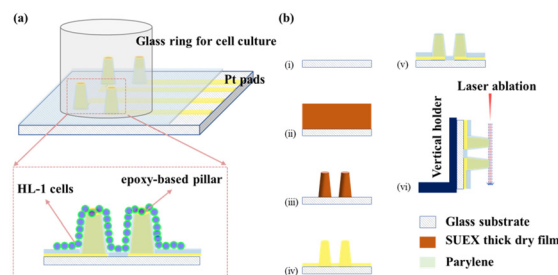 (a)
Glass ring for cell culture
Pt pads
HL-1 cells
epoxy-based pillar
(b)
(i)
(ii)
(iii)
(iv)
(v)
Laser ablation
Vertical holder
(vi)
Glass substrate
SUEX thick dry film
Parylene